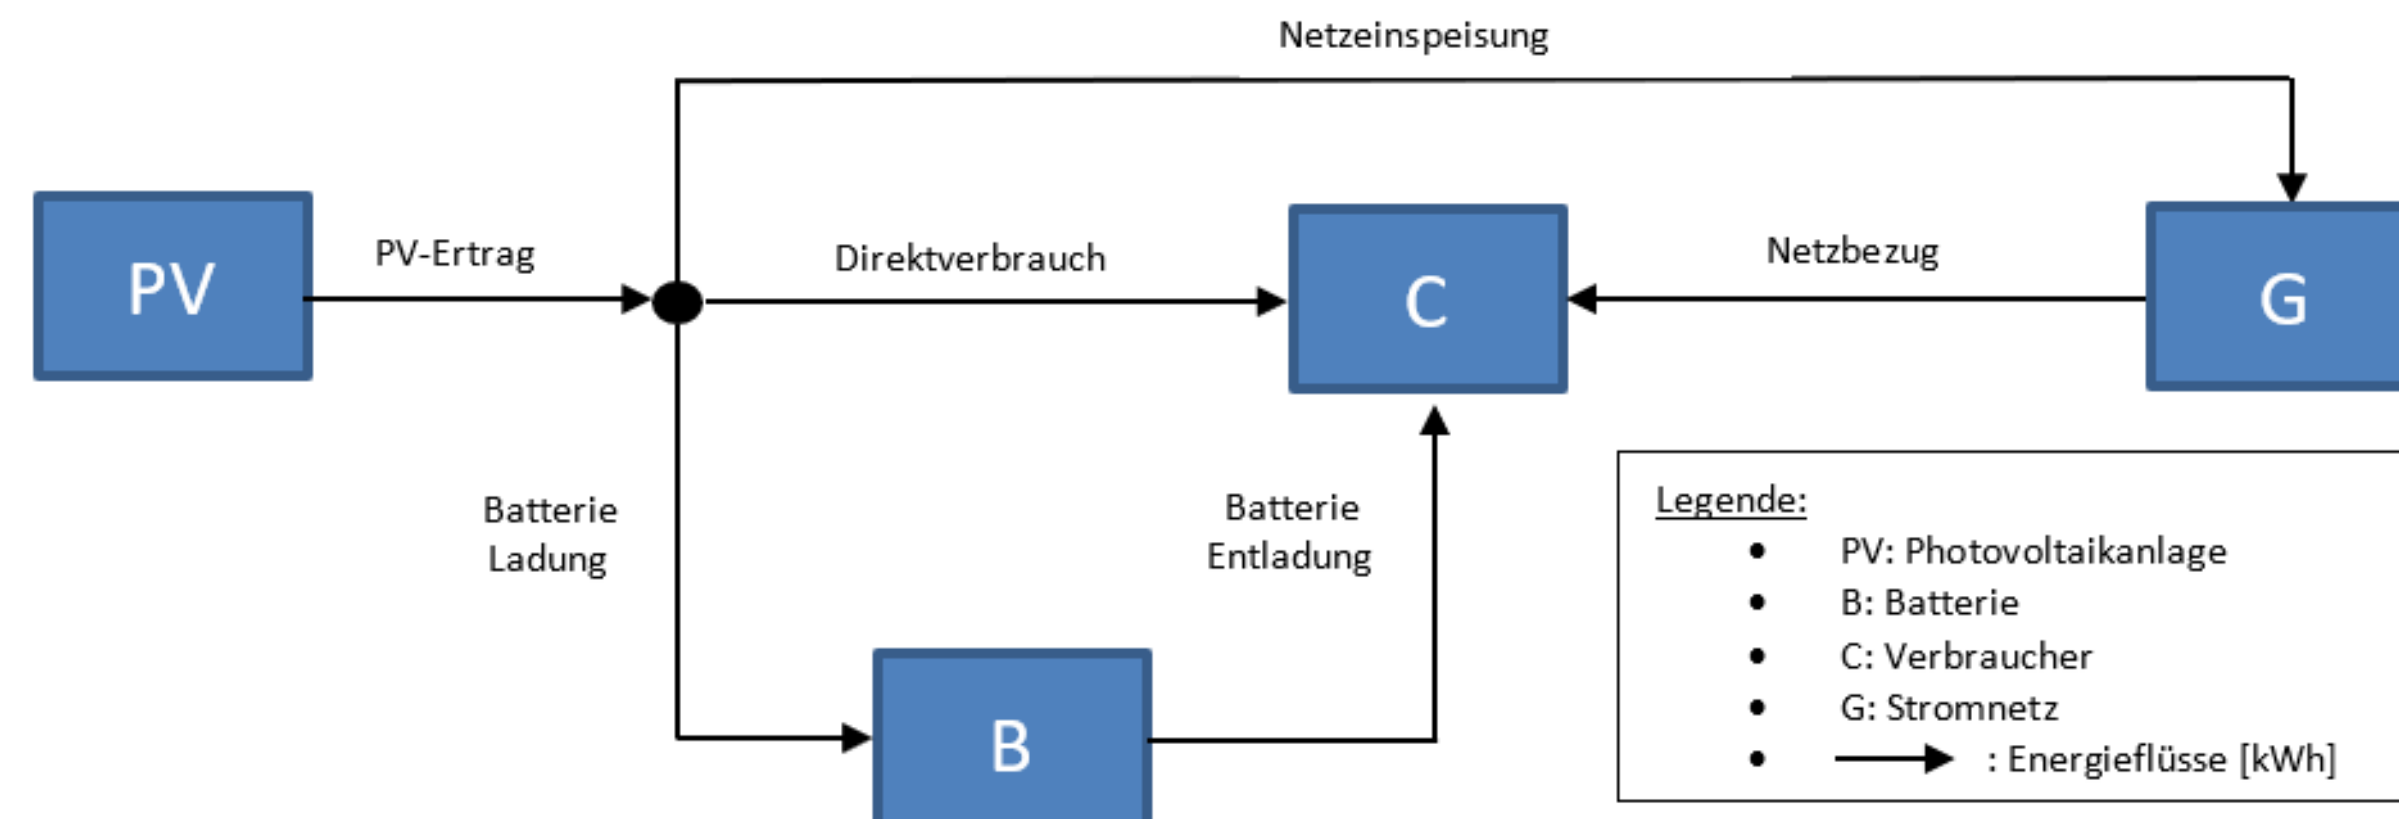 Netzeinspeisung
PV
PV-Ertrag
Direktverbrauch
C
Netzbezug
G
Batterie
Ladung
Batterie
Entladung
B
Legende:
• PV: Photovoltaikanlage
• B: Batterie
• C: Verbraucher
• G: Stromnetz
• : Energieflüsse [kWh]